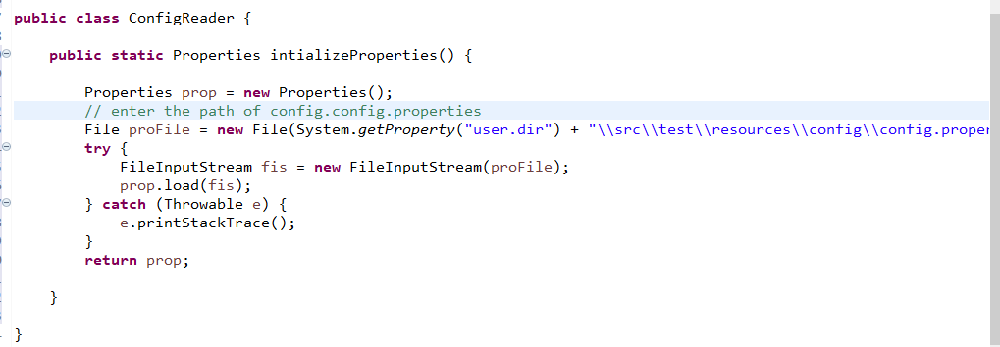 public class ConfigReader {
public static Properties intializeProperties() {
Properties prop = new Properties();
// enter the path of config.config.properties
File proFile = new File(System.getProperty("user.dir") + "\\src\\test\\resources\\config\\config.proper
try {
FileInputStream fis = new FileInputStream(proFile);
prop.load(fis);
} catch (Throwable e) {
e.printStackTrace();
}
return prop;
}
}